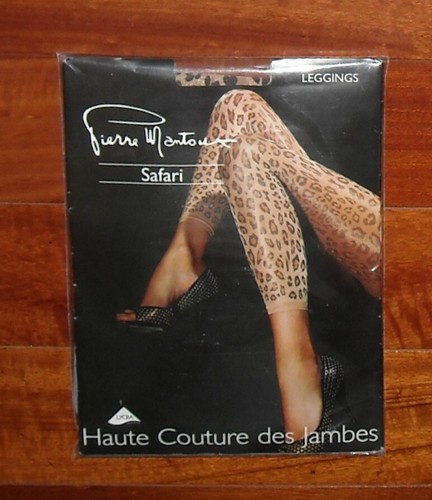 LEGGINGS
Pierre Mantoux
Safari
LYCRA
Haute Couture des Jambes